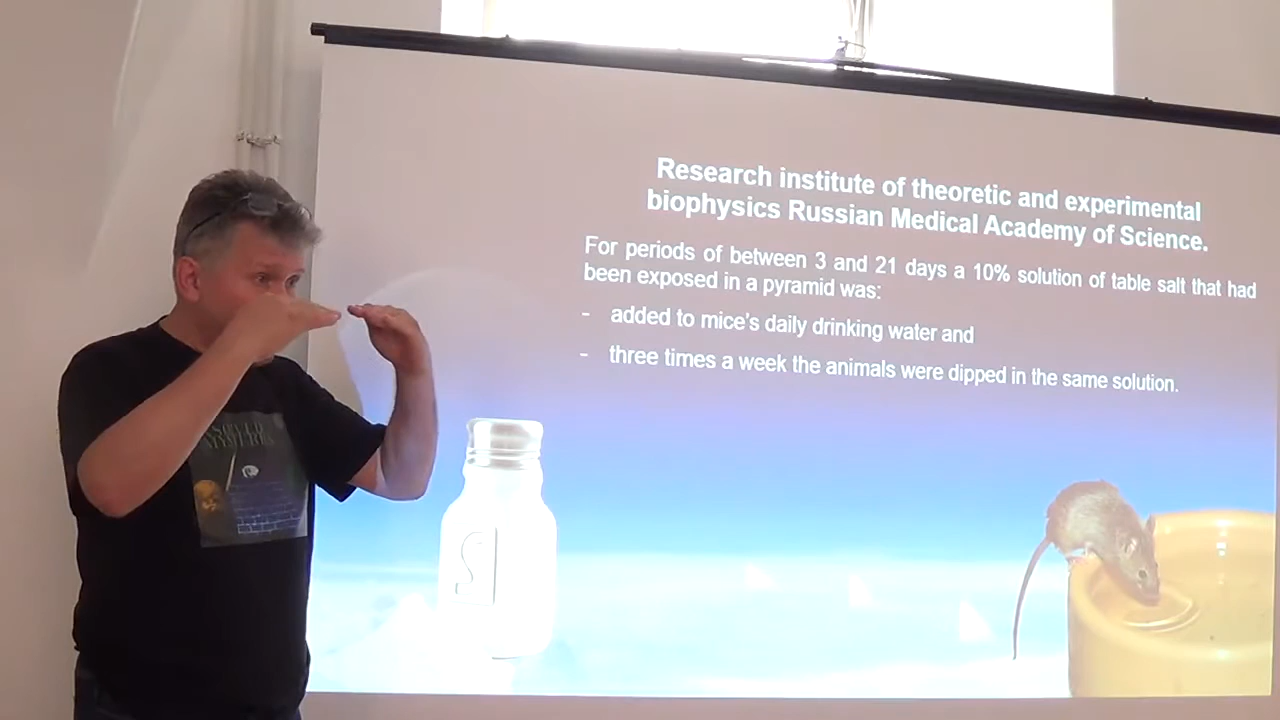 Research institute of theoretic and experimental
biophysics Russian Medical Academy of Science.
For periods of between 3 and 21 days a 10% solution of table salt that had
been exposed in a pyramid was:
- added to mice's daily drinking water and
- three times a week the animals were dipped in the same solution.
S
MYSTERIES